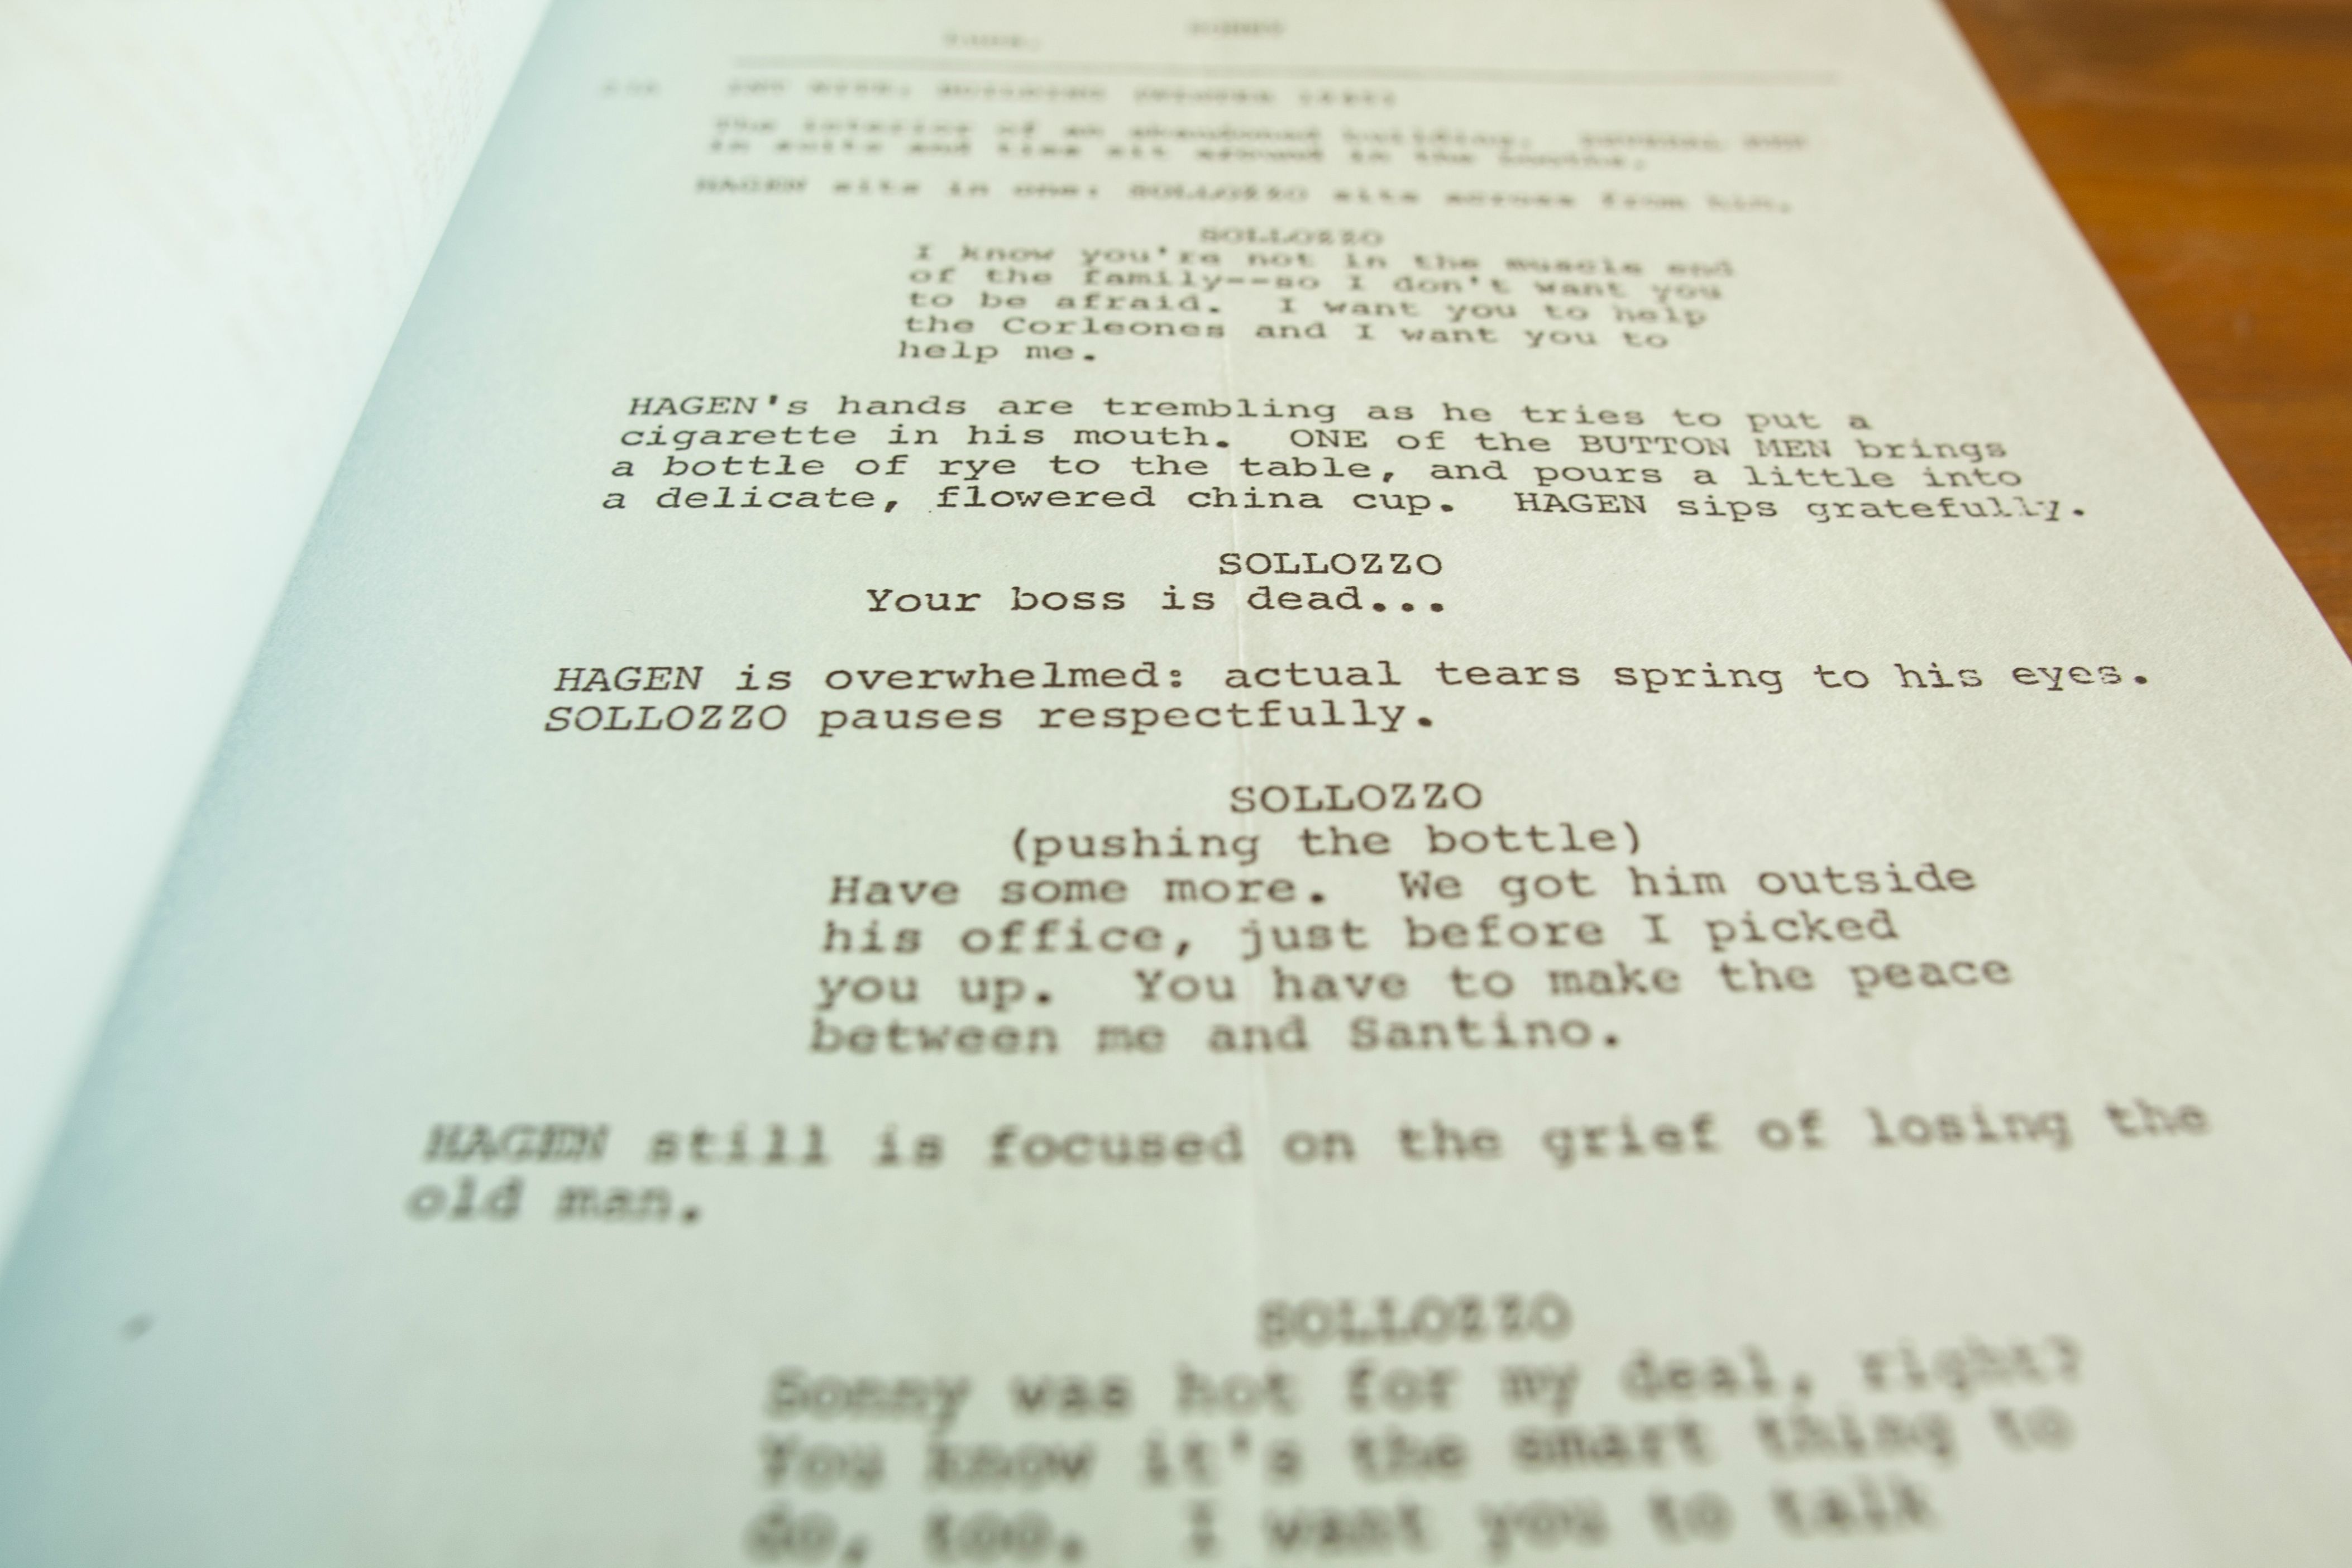 SONNY
INT NITE: BUILDING (WINTER 1945)
The interior of an abandoned building. SEVERAL MEN
in suits and ties sit around in the booths.
HAGEN sits in one: SOLLOZZO sits across from him.
SOLLOZZO
I know you're not in the muscle end
of the family--so I don't want you
to be afraid. I want you to help
the Corleones and I want you to
help me.
HAGEN's hands are trembling as he tries to put a
cigarette in his mouth. ONE of the BUTTON MEN brings
a bottle of rye to the table, and pours a little into
a delicate, flowered china cup. HAGEN sips gratefully.
SOLLOZZO
Your boss is dead...
HAGEN is overwhelmed: actual tears spring to his eyes.
SOLLOZZO pauses respectfully.
SOLLOZZO
(pushing the bottle)
Have some more. We got him outside
his office, just before I picked
you up. You have to make the peace
between me and Santino.
HAGEN still is focused on the grief of losing the
old man.
SOLLOZZO
Sonny was hot for my deal, right?
You know it's the smart thing to
do, too. I want you to talk